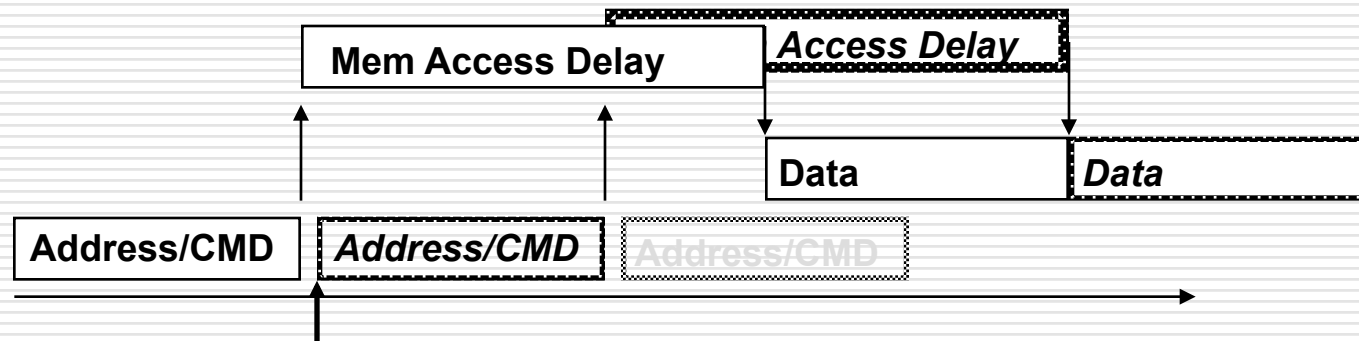 Access Delay
Mem Access Delay
Data
Data
Address/CMD
Address/CMD
Address/CMD